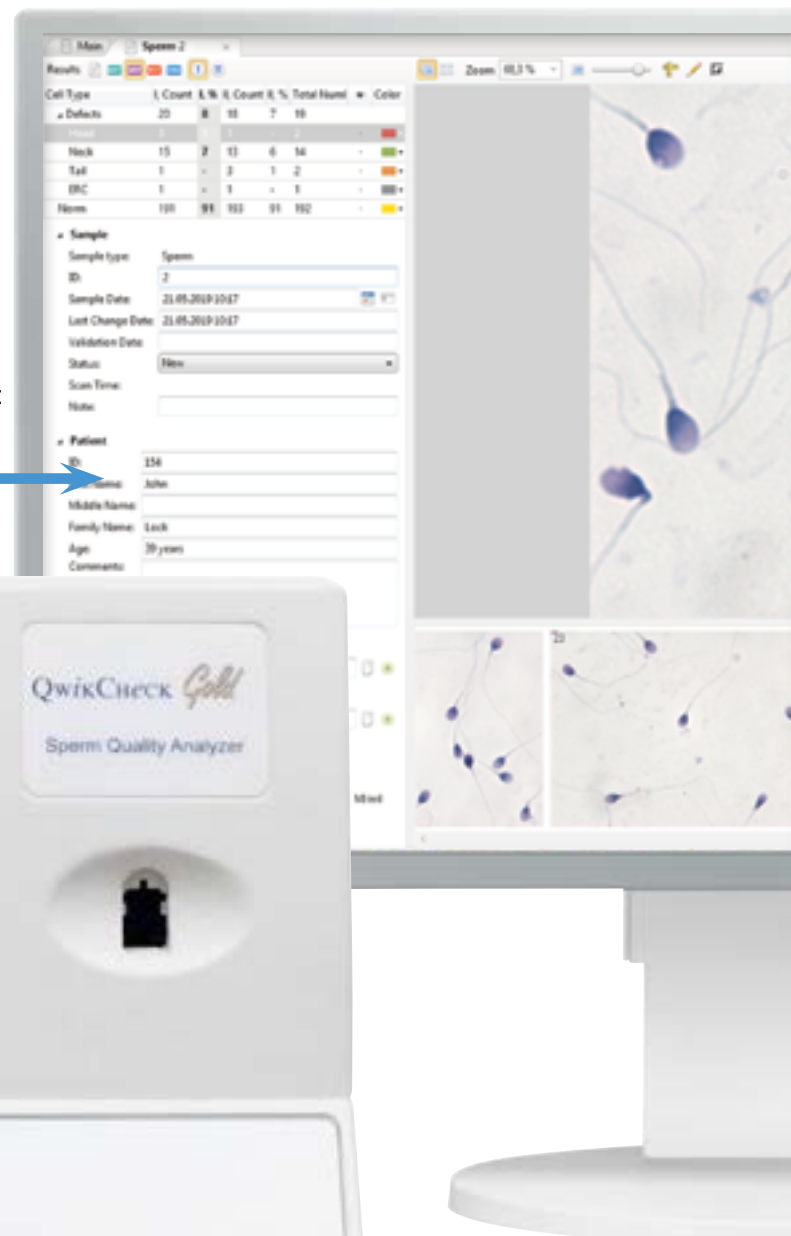 Main Sperm-2 ×
Results
Zoom
Cell Type I, Count I, % II, Count II, % Total Numl Color
Defects 20 8 18 7 19
Head
Neck 15 7 13 6 14
Tail 1 - 3 1 2
ERC 1 - 1 - 1
Norm 191 91 193 91 192
Sample
Sample type: Sperm
ID: 2
Sample Date: 21.05.2019 10:17
Last Change Date: 21.05.2019 10:17
Validation Date
Status: New
Scan Time:
Note:
Patient
ID: 154
John
Middle Name:
Family Name: Lock
Age: 39 years
Comments:
QwikCheck Gold
Sperm Quality Analyzer